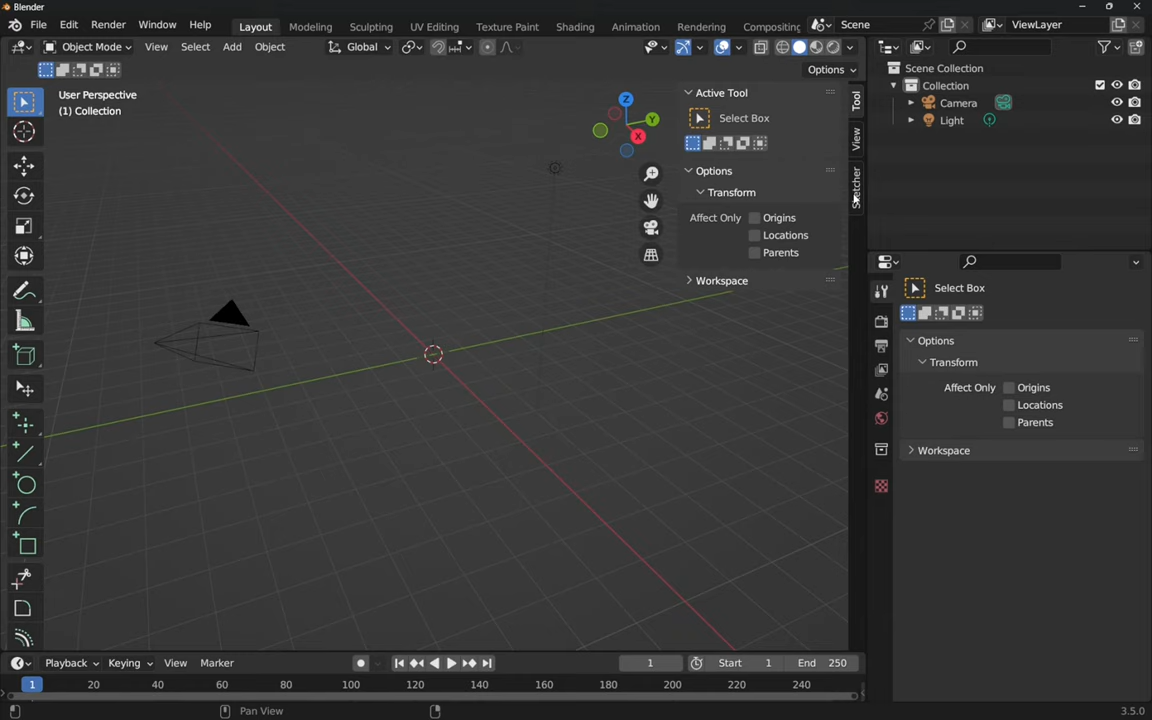 Blender
File Edit Window Render Help
Layout Modeling Sculpting UV Editing Texture Paint Shading Animation Rendering Compositing
Scene
ViewLayer
Object Mode View Select Add Object
Global
Options
User Perspective
(1) Collection
Z
Y
X
Active Tool
Select Box
Options
Transform
Affect Only Origins
Locations
Parents
Workspace
Tool
View
Stretcher
Scene Collection
Collection
Camera
Light
Select Box
Options
Transform
Affect Only Origins
Locations
Parents
Workspace
Playback Keying View Marker
1
Start 1
End 250
1 20 40 60 80 100 120 140 160 180 200 220 240
Pan View
3.5.0